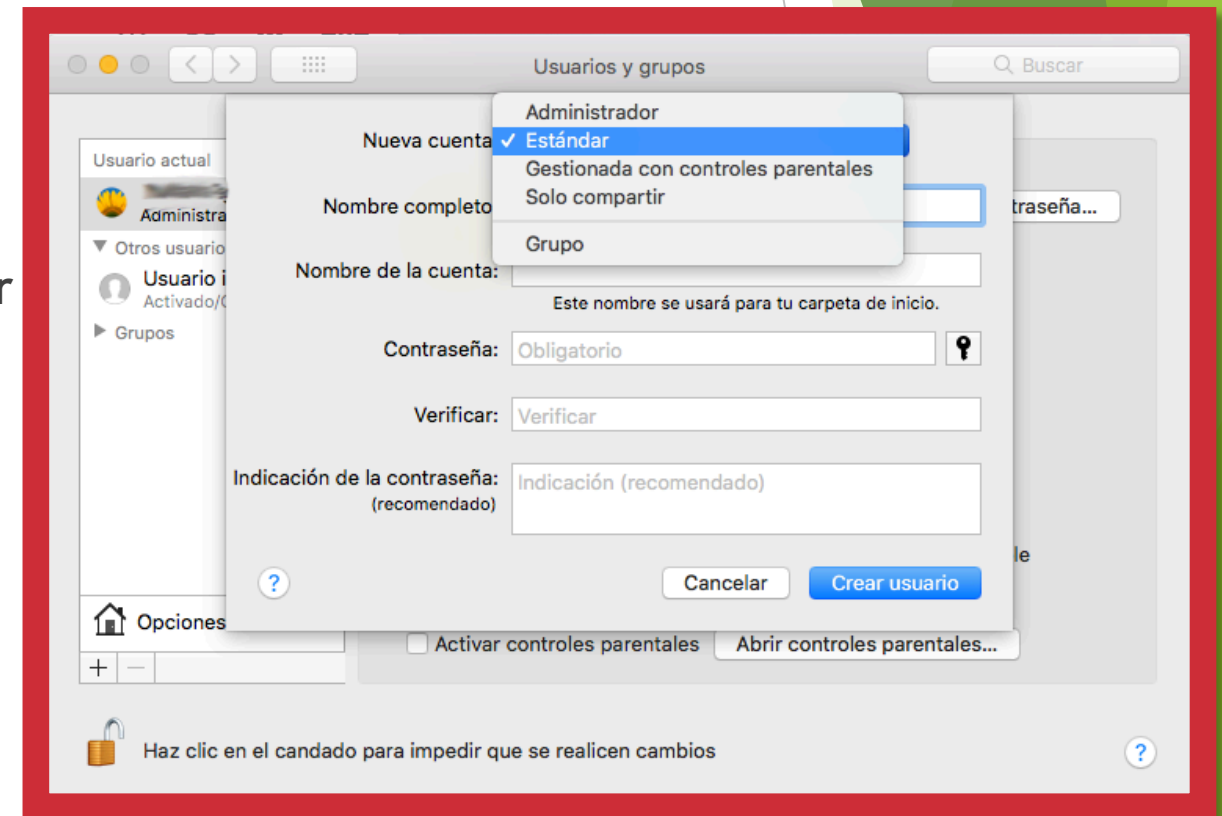 Usuarios y grupos
Buscar
Administrador
Nueva cuenta ✓ Estándar
Gestionada con controles parentales
Solo compartir
Grupo
Usuario actual
Administra
Otros usuario
Usuario i
Activado/
Grupos
Opciones
r
Nombre completo
traseña...
Nombre de la cuenta:
Este nombre se usará para tu carpeta de inicio.
Contraseña: Obligatorio
Verificar: Verificar
Indicación de la contraseña: Indicación (recomendado)
(recomendado)
le
? Cancelar Crear usuario
Activar controles parentales Abrir controles parentales...
+ −
Haz clic en el candado para impedir que se realicen cambios ?